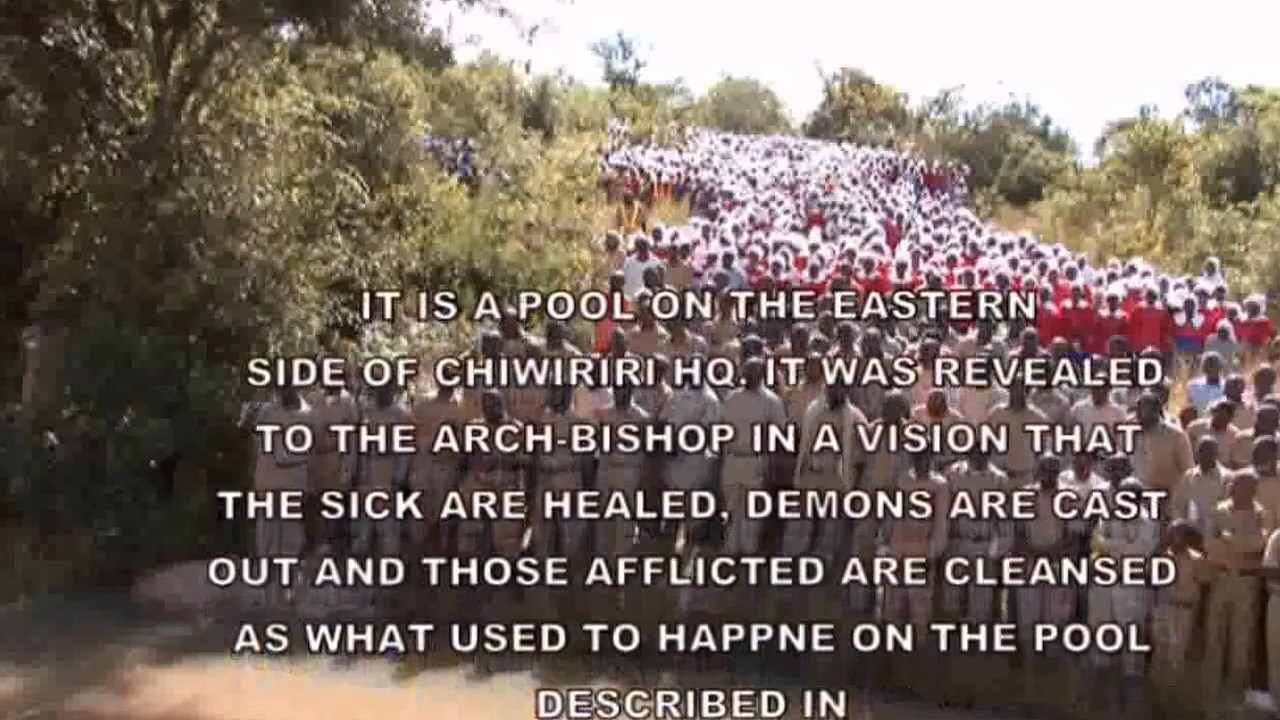 IT IS A POOL ON THE EASTERN
SIDE OF CHIWIRIRI HQ. IT WAS REVEALED
TO THE ARCH-BISHOP IN A VISION THAT
THE SICK ARE HEALED, DEMONS ARE CAST
OUT AND THOSE AFFLICTED ARE CLEANSED
AS WHAT USED TO HAPPNE ON THE POOL
DESCRIBED IN